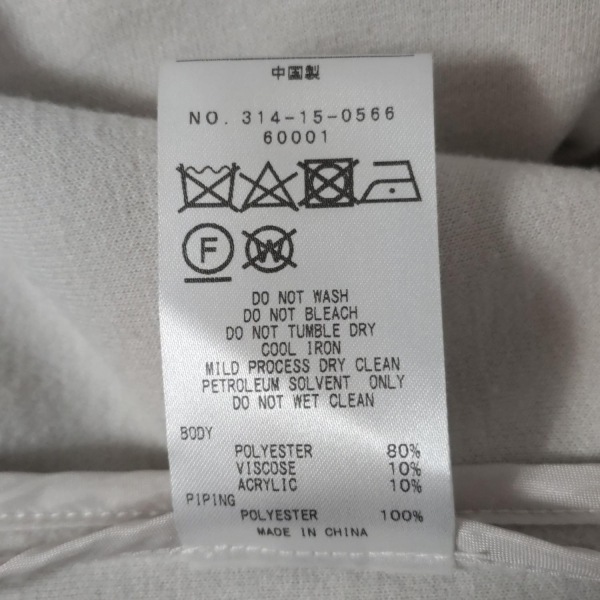 中国製
NO. 314-15-0566
60001
F W
DO NOT WASH
DO NOT BLEACH
DO NOT TUMBLE DRY
COOL IRON
MILD PROCESS DRY CLEAN
PETROLEUM SOLVENT ONLY
DO NOT WET CLEAN
BODY
POLYESTER 80%
VISCOSE 10%
ACRYLIC 10%
PIPING
POLYESTER 100%
MADE IN CHINA